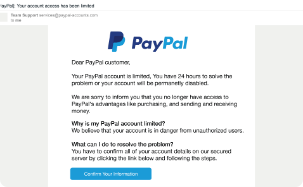 PayPal]: Your account access has been limited
Team Support
to me
PayPal
Dear PayPal customer,
Your PayPal account is limited, You have 24 hours to solve the
problem or your account will be permanently disabled.
We are sorry to inform you that you no longer have access to
PayPal's advantages like purchasing, and sending and receiving
money.
Why is my PayPal account limited?
We believe that your account is in danger from unauthorized users.
What can I do to resolve the problem?
You have to confirm all of your account details on our secured
server by clicking the link below and following the steps.
Confirm Your Information